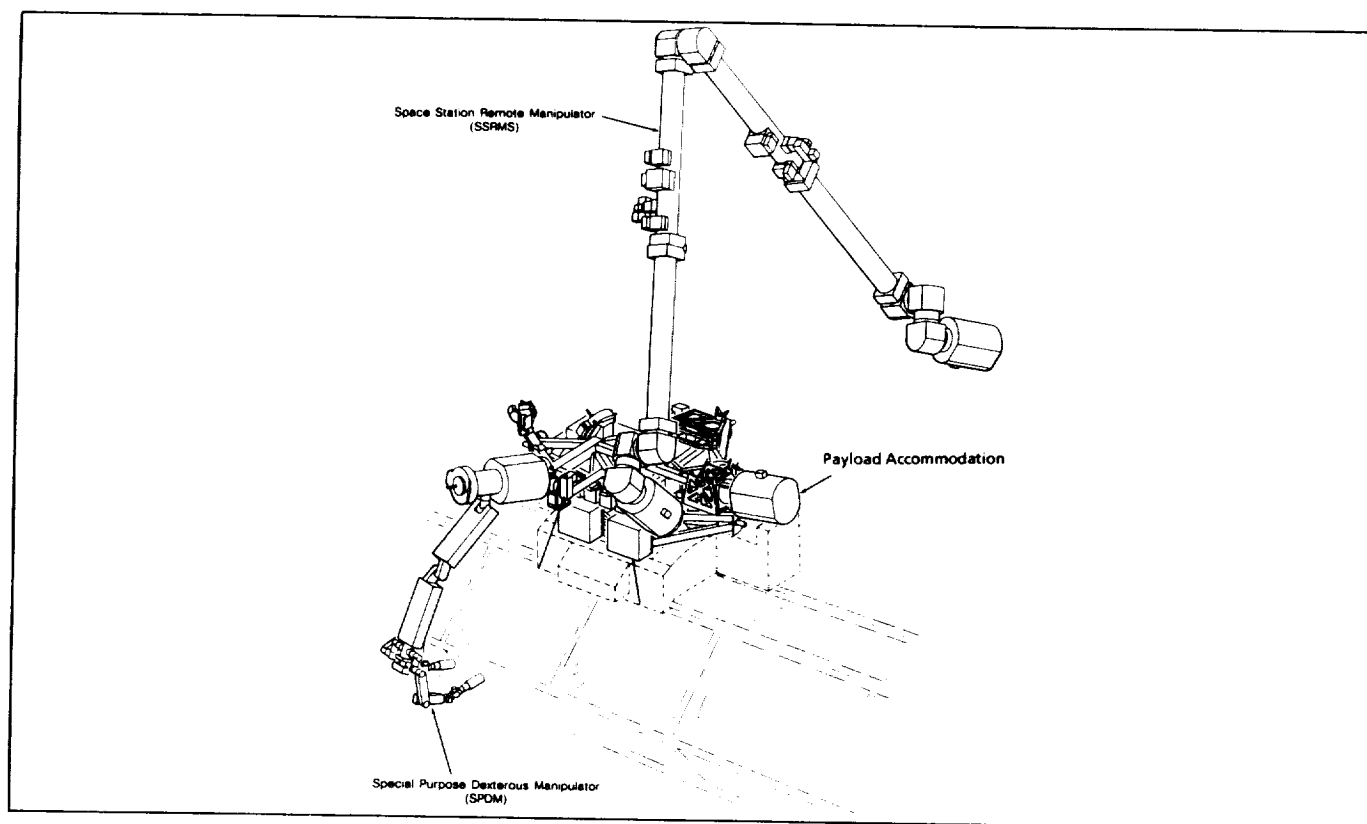 Space Station Remote Manipulator
(SSRMS)
Payload Accommodation
Special Purpose Dexterous Manipulator
(SPDM)